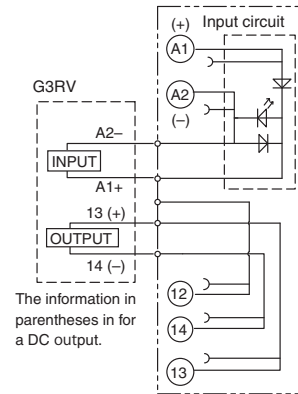 (+)
Input circuit
A1
G3RV
A2
A2–
(–)
INPUT
A1+
13 (+)
OUTPUT
14 (–)
12
The information in
parentheses in for
a DC output.
14
13